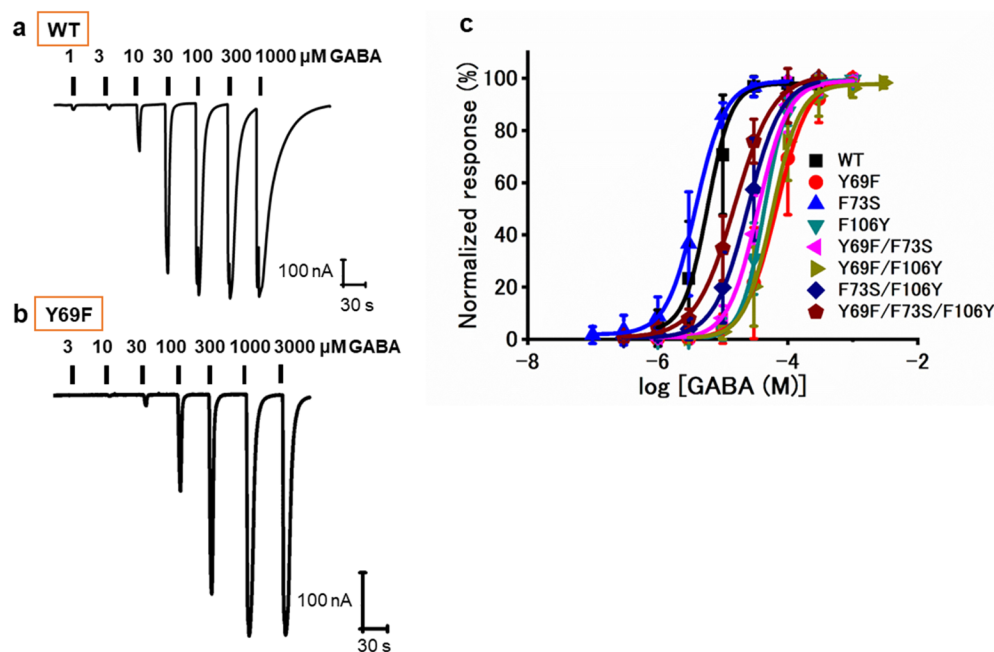 a WT
1 3 10 30 100 300 1000 μM GABA
100 nA
30 s
b Y69F
3 10 30 100 300 1000 3000 μM GABA
100 nA
30 s
c
Normalized response (%)
100
80
60
40
20
0
WT
Y69F
F73S
F106Y
Y69F/F73S
Y69F/F106Y
F73S/F106Y
Y69F/F73S/F106Y
−8 −6 −4 −2
log [GABA (M)]